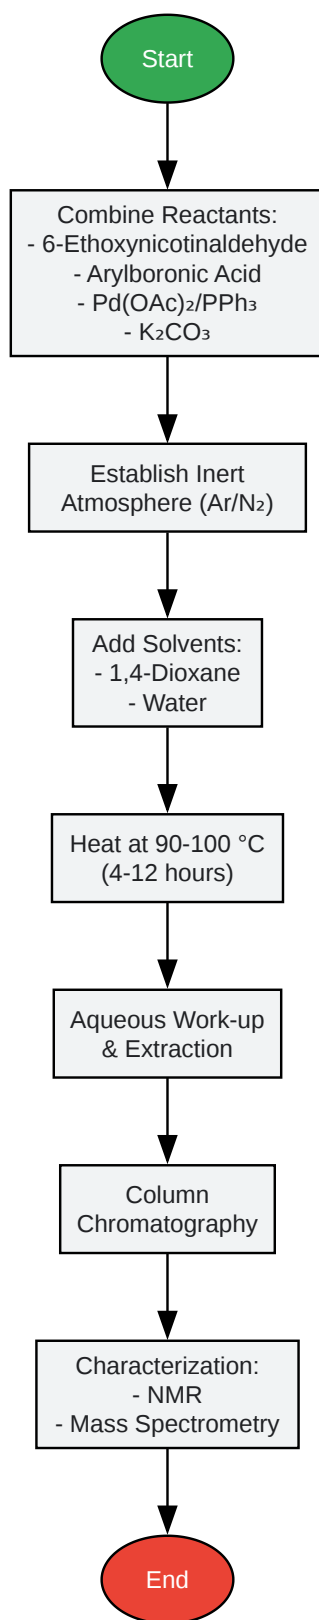 Start
Combine Reactants:
- 6-Ethoxynicotinaldehyde
- Arylboronic Acid
- Pd(OAc)₂/PPh₃
- K₂CO₃
Establish Inert
Atmosphere (Ar/N₂)
Add Solvents:
- 1,4-Dioxane
- Water
Heat at 90-100 °C
(4-12 hours)
Aqueous Work-up
& Extraction
Column
Chromatography
Characterization:
- NMR
- Mass Spectrometry
End